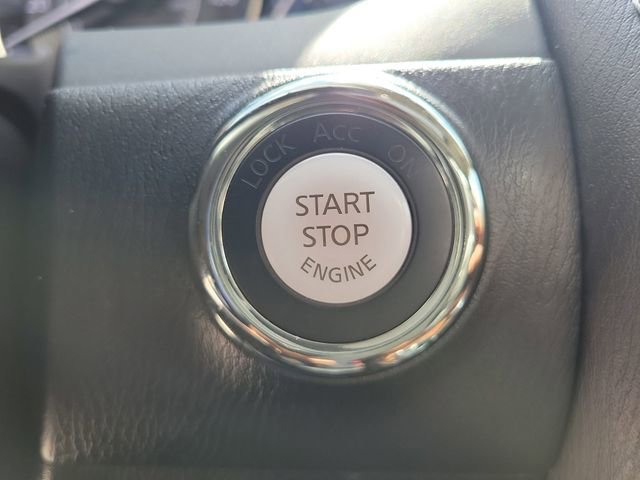 LOCK Acc ON
START
STOP
ENGINE